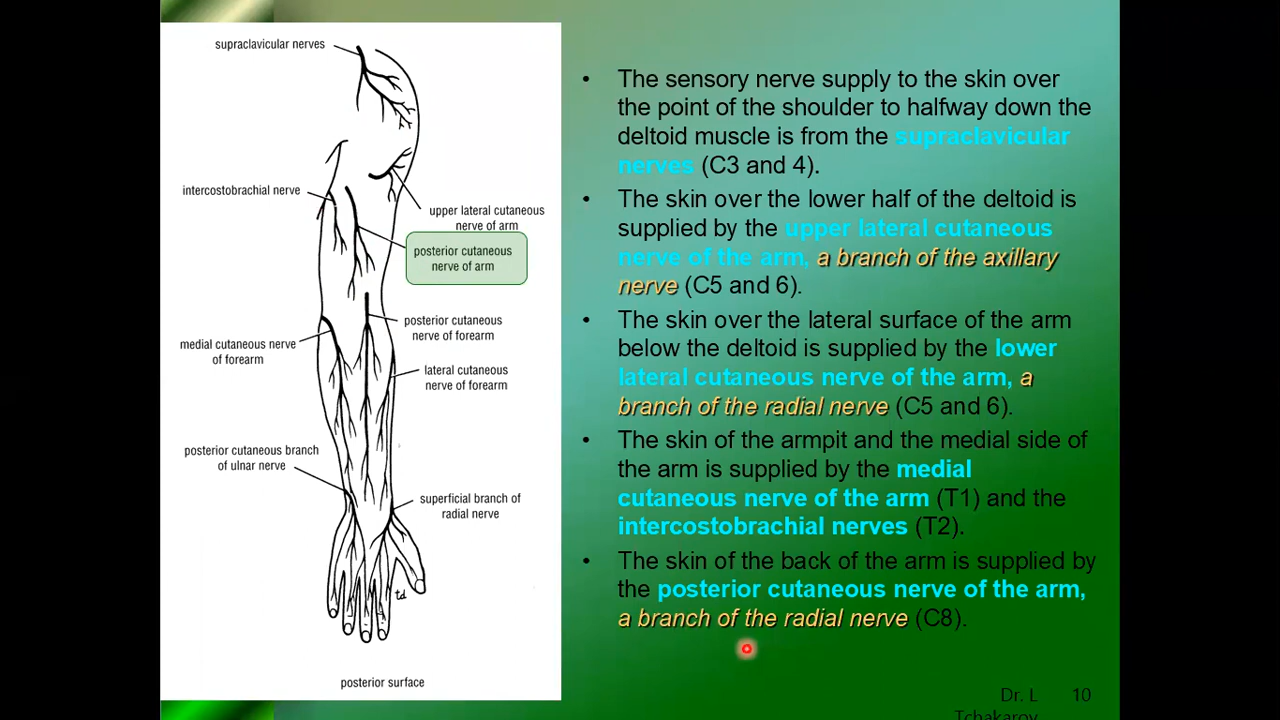 supraclavicular nerves
intercostobrachial nerve
upper lateral cutaneous
nerve of arm
posterior cutaneous
nerve of arm
posterior cutaneous
nerve of forearm
medial cutaneous nerve
of forearm
lateral cutaneous
nerve of forearm
posterior cutaneous branch
of ulnar nerve
superficial branch of
radial nerve
td
posterior surface
• The sensory nerve supply to the skin over
the point of the shoulder to halfway down the
deltoid muscle is from the supraclavicular
nerves (C3 and 4).
• The skin over the lower half of the deltoid is
supplied by the upper lateral cutaneous
nerve of the arm, a branch of the axillary
nerve (C5 and 6).
• The skin over the lateral surface of the arm
below the deltoid is supplied by the lower
lateral cutaneous nerve of the arm, a
branch of the radial nerve (C5 and 6).
• The skin of the armpit and the medial side of
the arm is supplied by the medial
cutaneous nerve of the arm (T1) and the
intercostobrachial nerves (T2).
• The skin of the back of the arm is supplied by
the posterior cutaneous nerve of the arm,
a branch of the radial nerve (C8).
Dr. L 10
Tchakarov